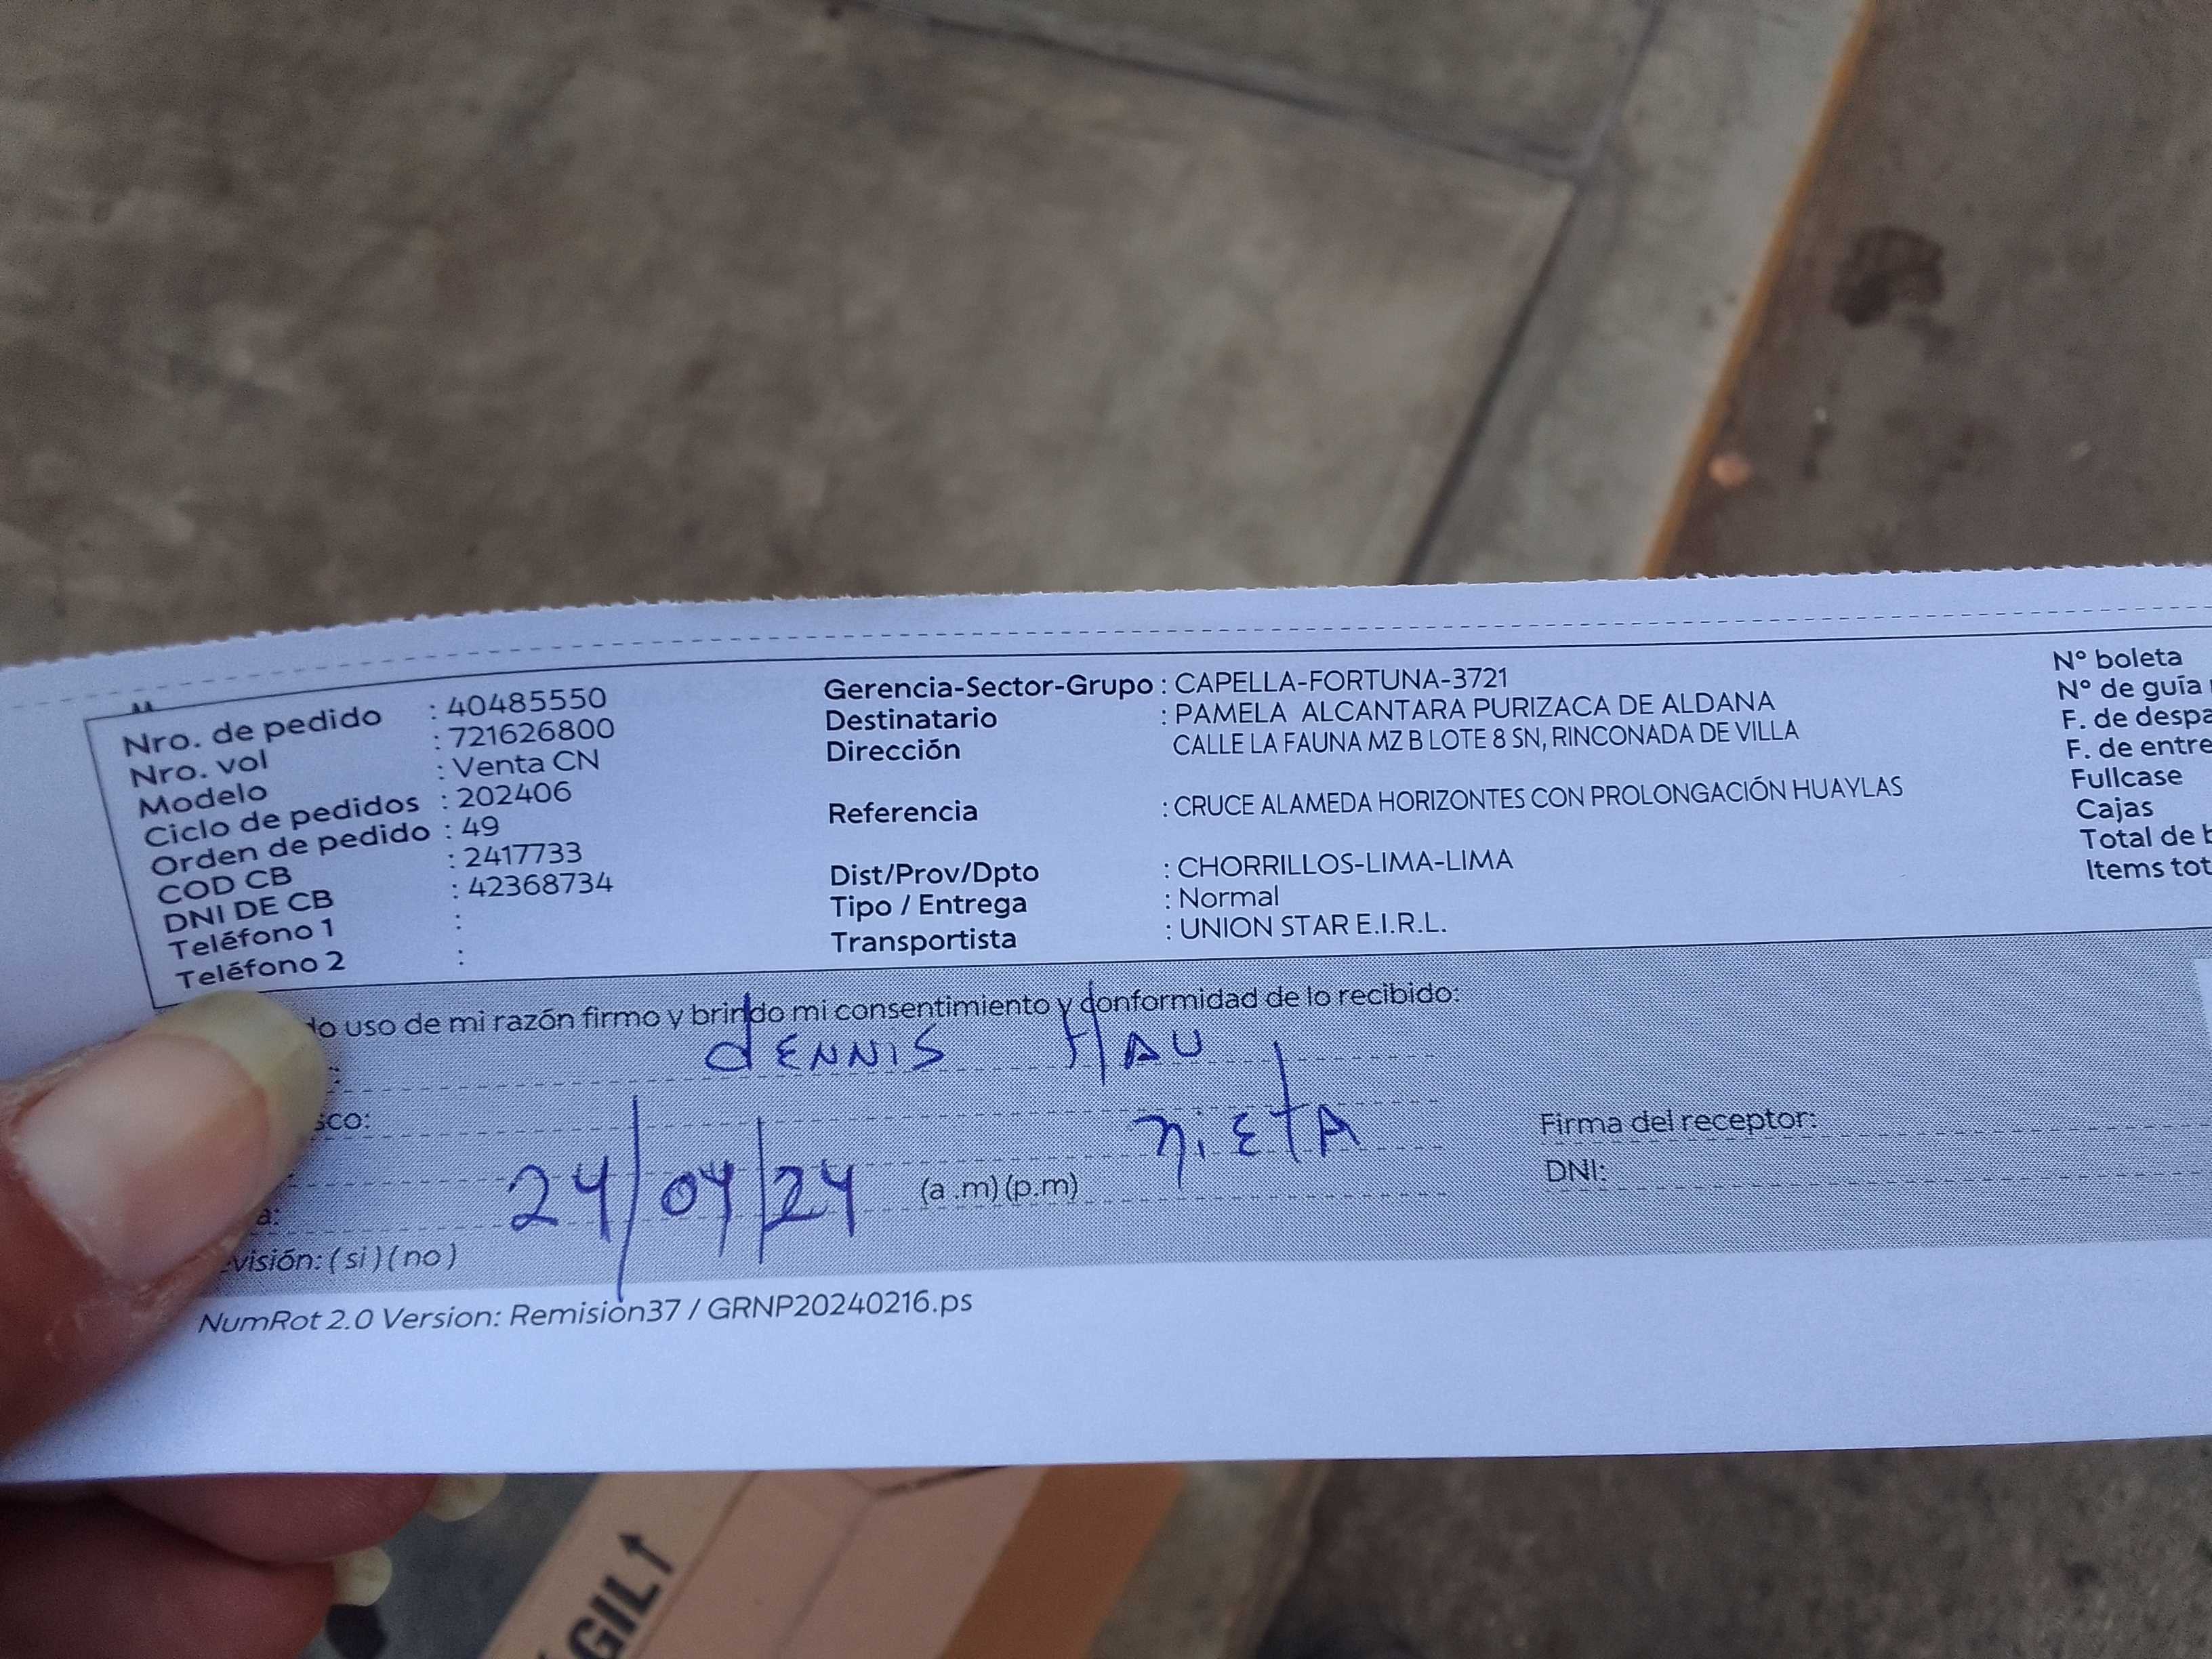 Nro. de pedido : 40485550
Nro. vol : 721626800
Modelo : Venta CN
Ciclo de pedidos : 202406
Orden de pedido : 49
COD CB : 2417733
DNI DE CB : 42368734
Teléfono 1 :
Teléfono 2 :
Gerencia-Sector-Grupo : CAPELLA-FORTUNA-3721
Destinatario : PAMELA ALCANTARA PURIZACA DE ALDANA
Dirección CALLE LA FAUNA MZ B LOTE 8 SN, RINCONADA DE VILLA
Referencia : CRUCE ALAMEDA HORIZONTES CON PROLONGACIÓN HUAYLAS
Dist/Prov/Dpto : CHORRILLOS-LIMA-LIMA
Tipo / Entrega : Normal
Transportista : UNION STAR E.I.R.L.
N° boleta
N° de guía
F. de despa
F. de entre
Fullcase
Cajas
Total de
Items tot
uso de mi razón firmo y brindo mi consentimiento y conformidad de lo recibido:
dENNIS HAU
sco:
NiEtA
24/04/24 (a .m) (p.m)
a:
visión: ( si ) ( no )
Firma del receptor:
DNI:
NumRot 2.0 Version: Remisión37 / GRNP20240216.ps
GIL